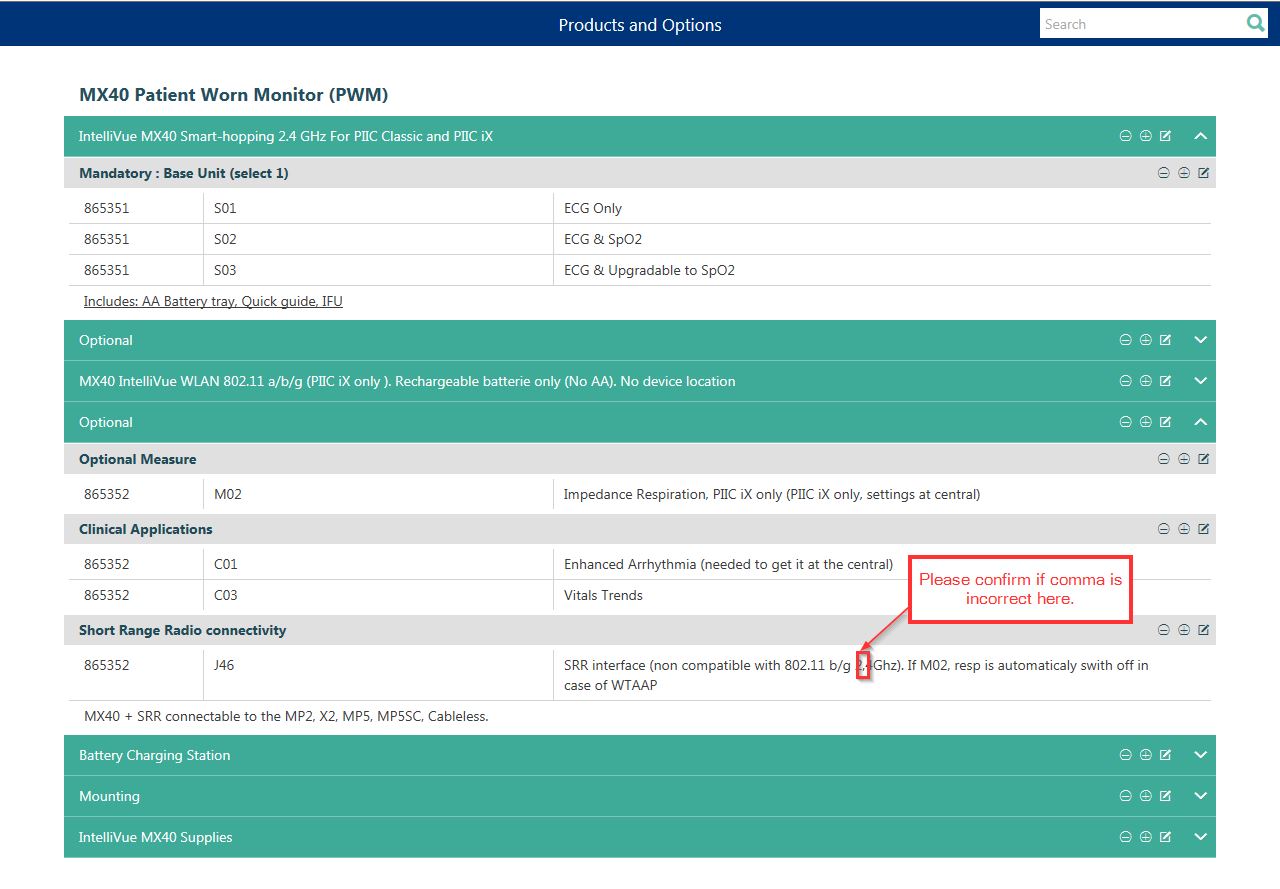 Products and Options
Search
MX40 Patient Worn Monitor (PWM)
IntelliVue MX40 Smart-hopping 2.4 GHz For PIIC Classic and PIIC iX
Mandatory : Base Unit (select 1)
865351 S01 ECG Only
865351 S02 ECG & SpO2
865351 S03 ECG & Upgradable to SpO2
Includes: AA Battery tray, Quick guide, IFU
Optional
MX40 IntelliVue WLAN 802.11 a/b/g (PIIC iX only ). Rechargeable batterie only (No AA). No device location
Optional
Optional Measure
865352 M02 Impedance Respiration, PIIC iX only (PIIC iX only, settings at central)
Clinical Applications
865352 C01 Enhanced Arrhythmia (needed to get it at the central)
Please confirm if comma is
incorrect here.
865352 C03 Vitals Trends
Short Range Radio connectivity
865352 J46 SRR interface (non compatible with 802.11 b/g 2,4Ghz). If M02, resp is automaticaly swith off in
case of WTAAP
MX40 + SRR connectable to the MP2, X2, MP5, MP5SC, Cableless.
Battery Charging Station
Mounting
IntelliVue MX40 Supplies